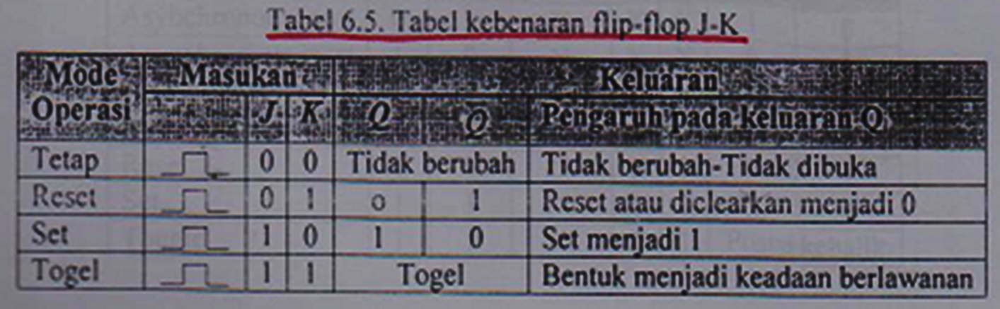 Tabel 6.5. Tabel kebenaran flip-flop J-K
Mode Operasi Masukan Keluaran
J K Q Q Pengaruh pada keluaran Q
Tetap 0 0 Tidak berubah Tidak berubah-Tidak dibuka
Reset 0 1 o 1 Reset atau diclearkan menjadi 0
Set 1 0 1 0 Set menjadi 1
Togel 1 1 Togel Bentuk menjadi keadaan berlawanan